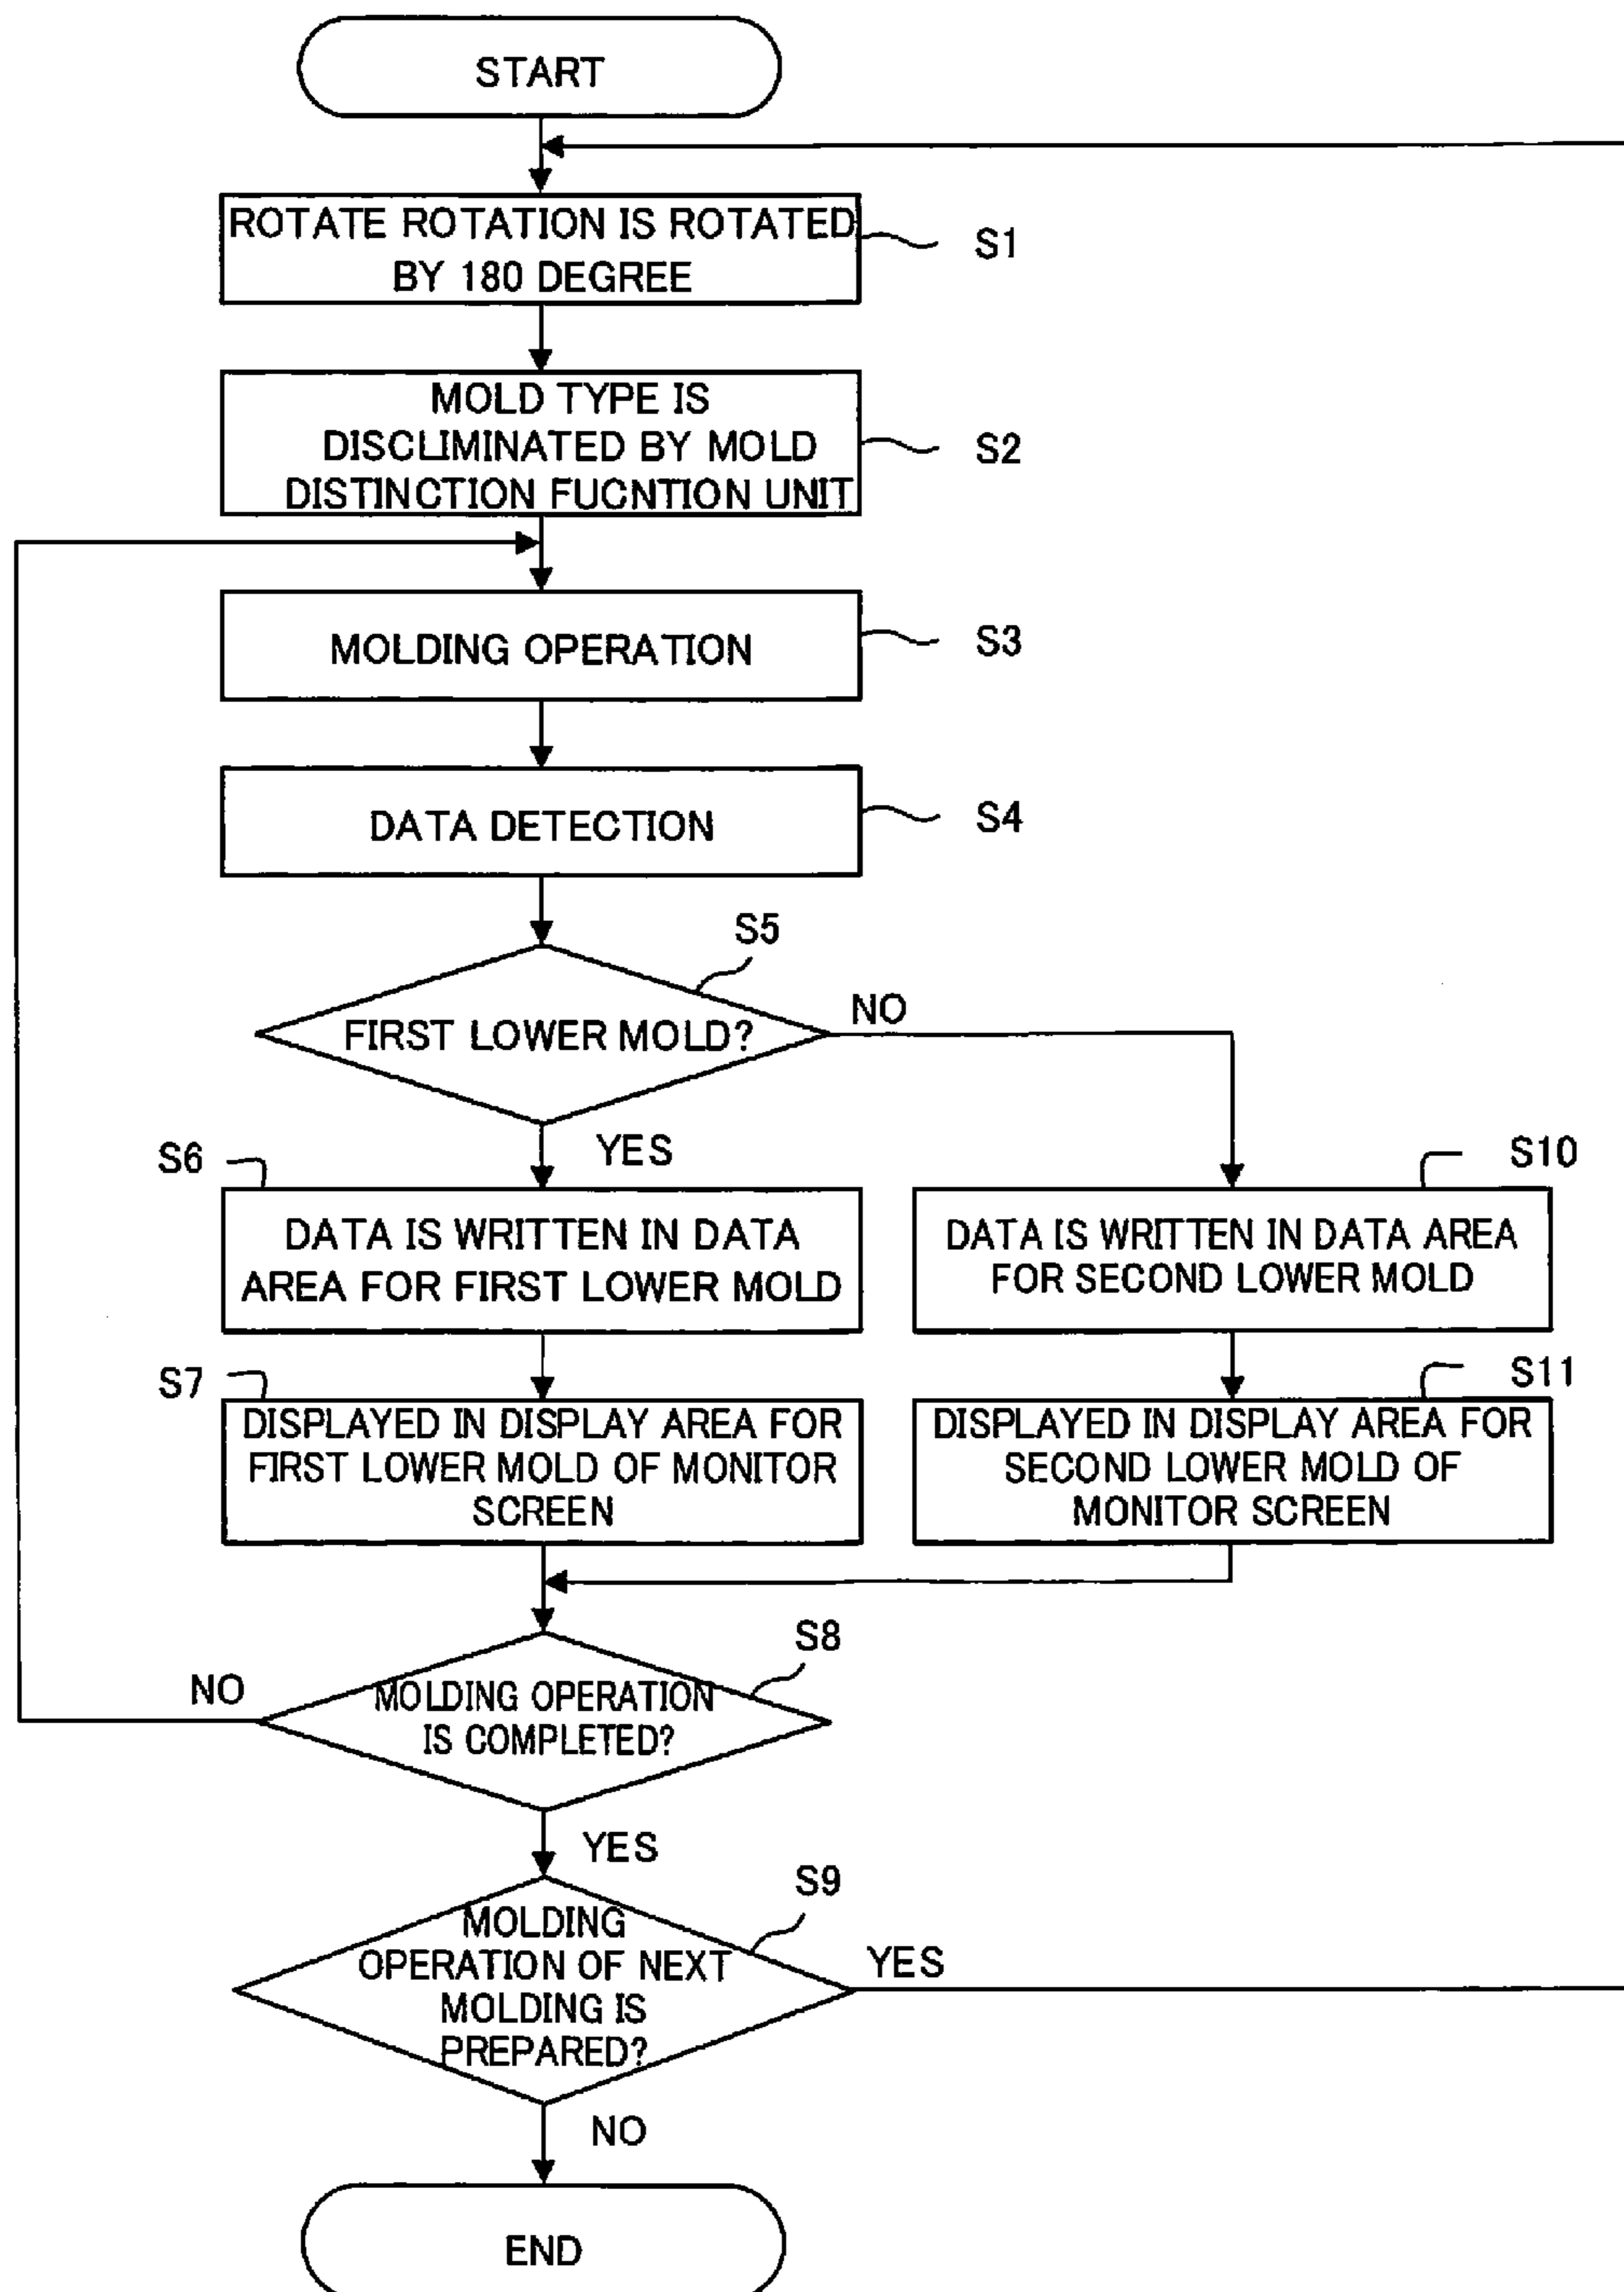 START
ROTATE ROTATION IS ROTATED
BY 180 DEGREE
S1
MOLD TYPE IS
DISCLIMINATED BY MOLD
DISTINCTION FUCNTION UNIT
S2
MOLDING OPERATION
S3
DATA DETECTION
S4
S5
FIRST LOWER MOLD?
NO
YES
S6
DATA IS WRITTEN IN DATA
AREA FOR FIRST LOWER MOLD
S10
DATA IS WRITTEN IN DATA AREA
FOR SECOND LOWER MOLD
S7
DISPLAYED IN DISPLAY AREA FOR
FIRST LOWER MOLD OF MONITOR
SCREEN
S11
DISPLAYED IN DISPLAY AREA FOR
SECOND LOWER MOLD OF
MONITOR SCREEN
S8
NO
MOLDING OPERATION
IS COMPLETED?
YES
S9
MOLDING
OPERATION OF NEXT
MOLDING IS
PREPARED?
YES
NO
END